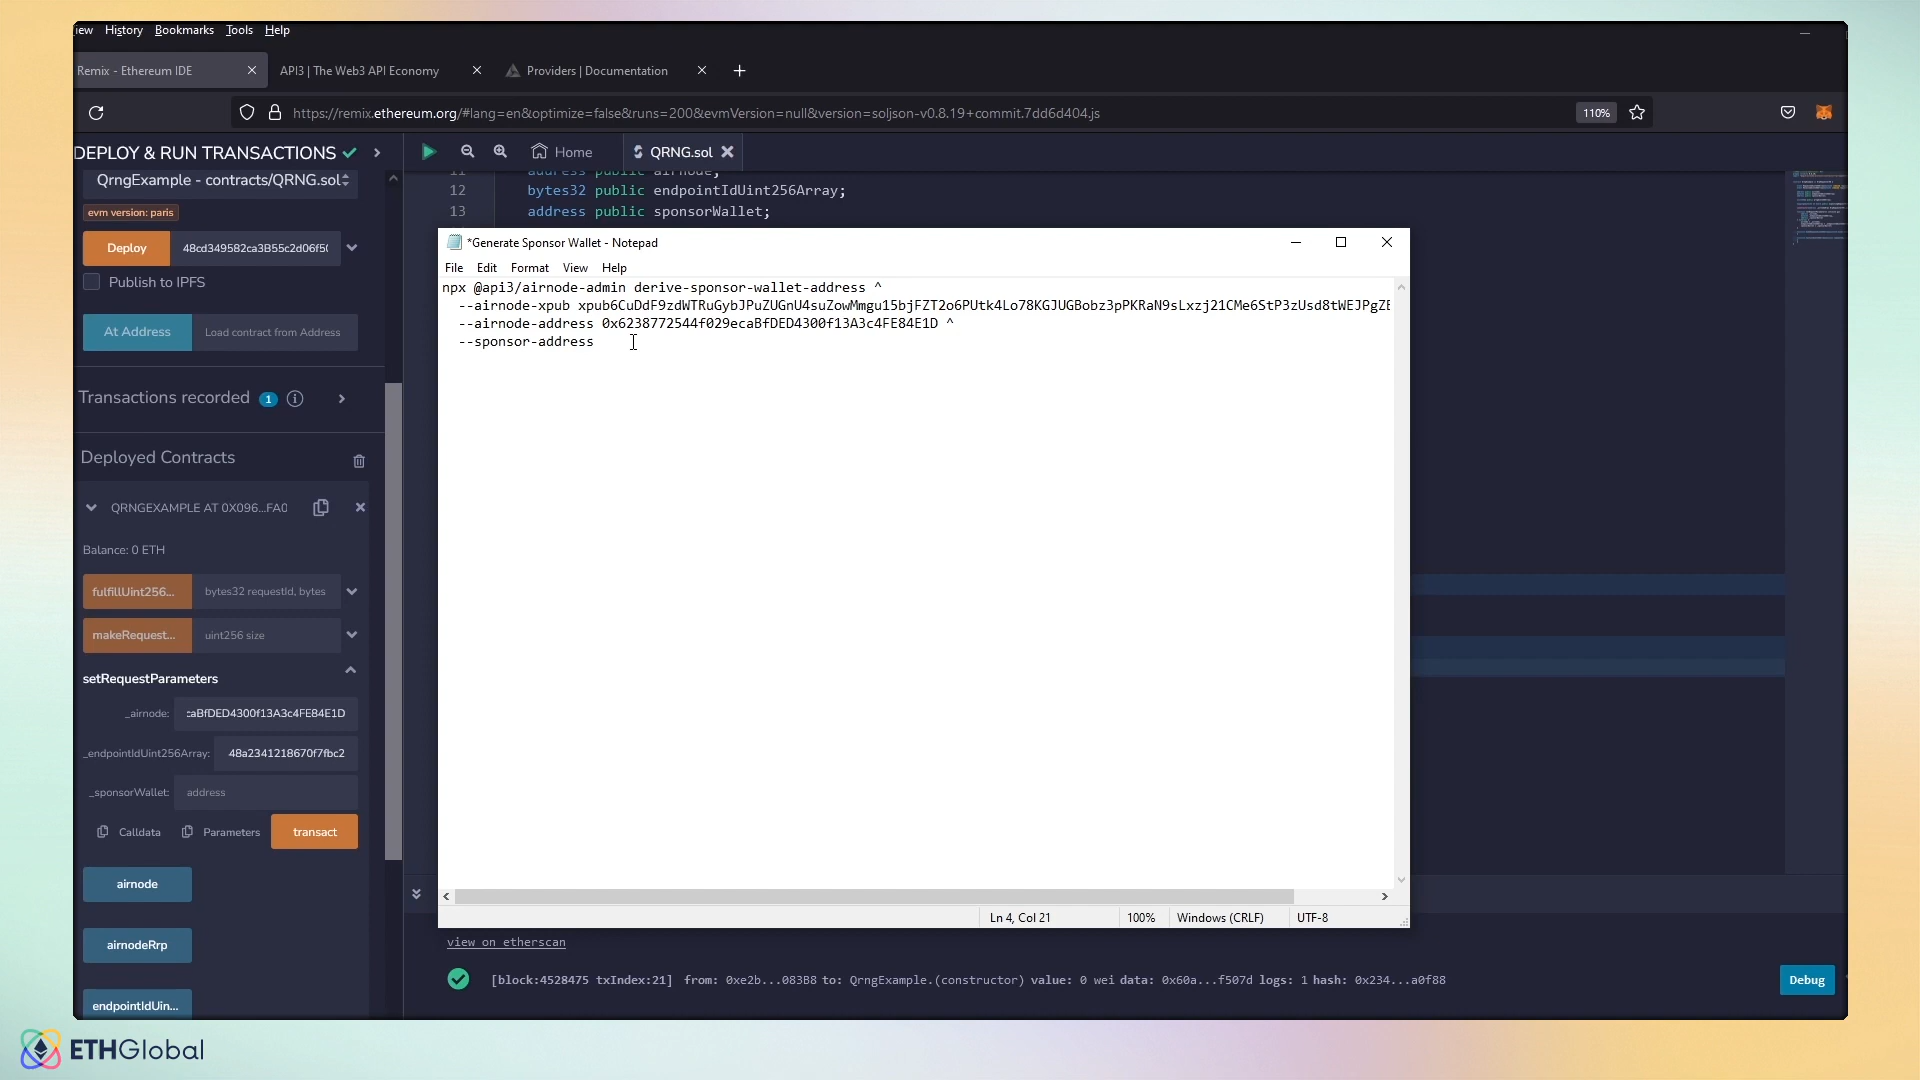 iew History Bookmarks Tools Help
Remix - Ethereum IDE
API3 | The Web3 API Economy
Providers | Documentation
https://remix.ethereum.org/#lang=en&optimize=false&runs=200&evmVersion=null&version=soljson-v0.8.19+commit.7dd6d404.js
110%
DEPLOY & RUN TRANSACTIONS
Home
QRNG.sol
QrngExample - contracts/QRNG.sol
11 address public airnode;
12 bytes32 public endpointIdUint256Array;
13 address public sponsorWallet;
evm version: paris
Deploy
48cd349582ca3B55c2d06f5(
Publish to IPFS
At Address
Load contract from Address
Transactions recorded 1 i
Deployed Contracts
QRNGEXAMPLE AT 0X096...FA0
Balance: 0 ETH
fulfillUint256...
bytes32 requestId, bytes
makeRequest...
uint256 size
setRequestParameters
_airnode: :aBfDED4300f13A3c4FE84E1D
_endpointIdUint256Array: 48a2341218670f7fbc2
_sponsorWallet: address
Calldata
Parameters
transact
airnode
airnodeRrp
endpointIdUin...
*Generate Sponsor Wallet - Notepad
File Edit Format View Help
npx @api3/airnode-admin derive-sponsor-wallet-address ^
--airnode-xpub xpub6CuDdF9zdWTRuGybJPuZUGnU4suZowMmgu15bjFZT2o6PUtk4Lo78KGJUGBobz3pPKRaN9sLxzj21CMe6StP3zUsd8tWEJPgZE
--airnode-address 0x6238772544f029ecaBfDED4300f13A3c4FE84E1D ^
--sponsor-address
Ln 4, Col 21
100%
Windows (CRLF)
UTF-8
view on etherscan
[block:4528475 txIndex:21] from: 0xe2b...083B8 to: QrngExample.(constructor) value: 0 wei data: 0x60a...f507d logs: 1 hash: 0x234...a0f88
Debug
ETHGlobal